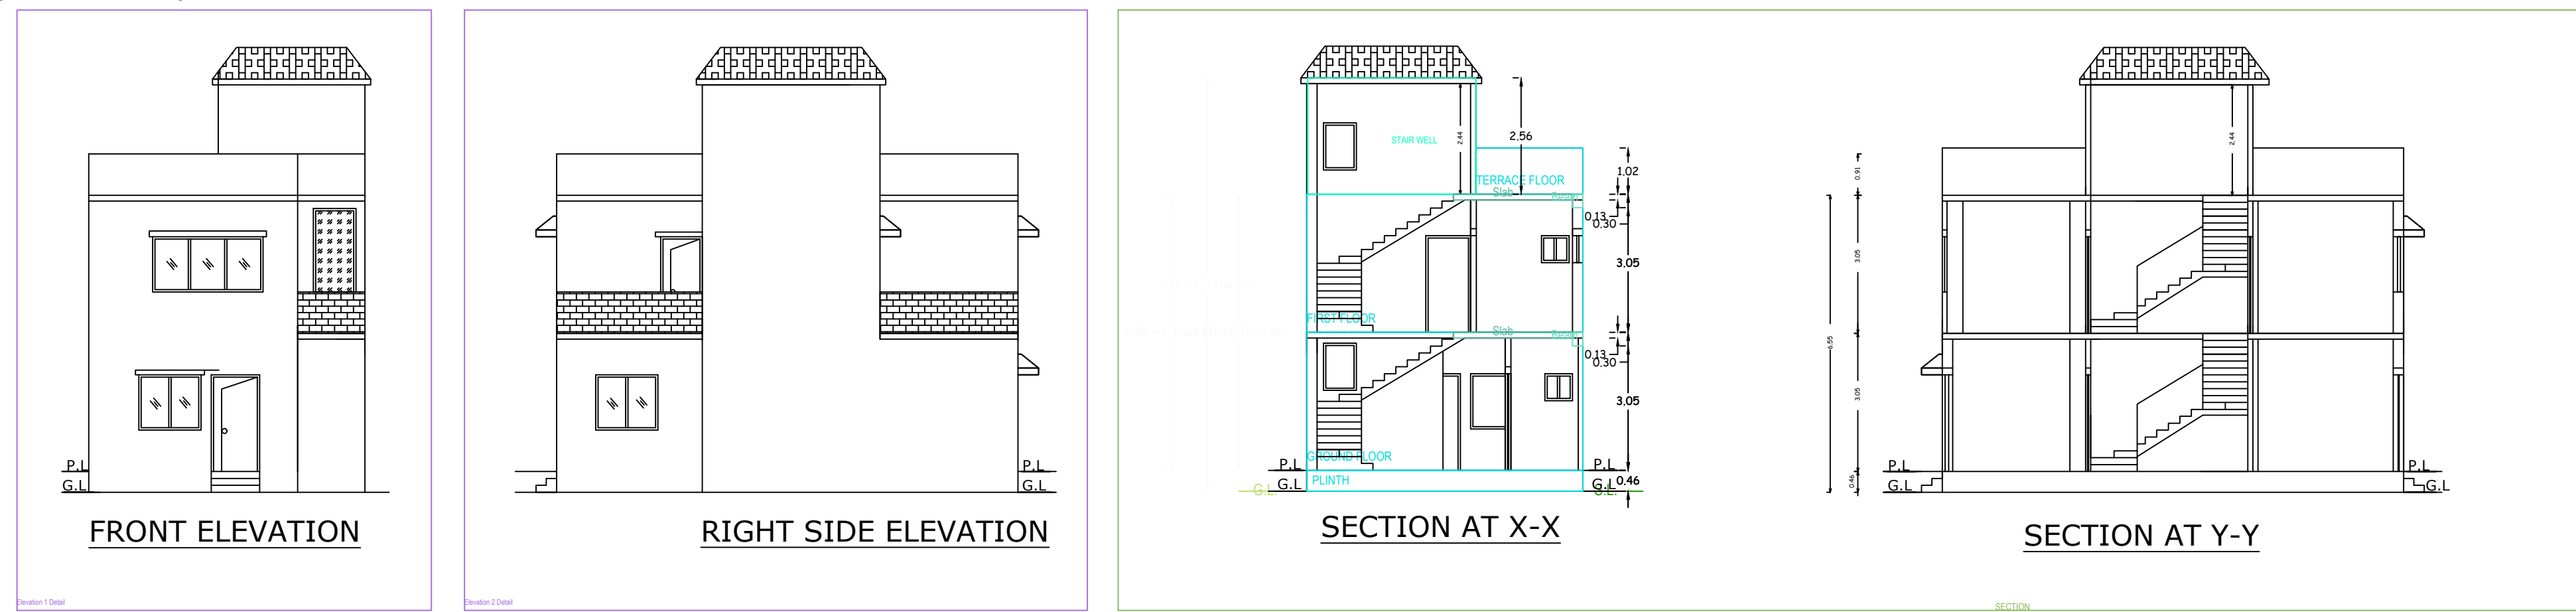 P.L
G.L
FRONT ELEVATION
Elevation 1 Detail
P.L
G.L
RIGHT SIDE ELEVATION
Elevation 2 Detail
STAIR WELL
2.44
2.56
1.02
TERRACE FLOOR
Slab
Beam
0.13
0.30
3.05
FIRST FLOOR
Slab
Beam
0.13
0.30
3.05
GROUND FLOOR
P.L
P.L
PLINTH
0.46
G.L
G.L
G.L.
G.L.
SECTION AT X-X
2.44
0.91
3.05
6.55
3.05
0.46
P.L
P.L
G.L
G.L
SECTION AT Y-Y
SECTION